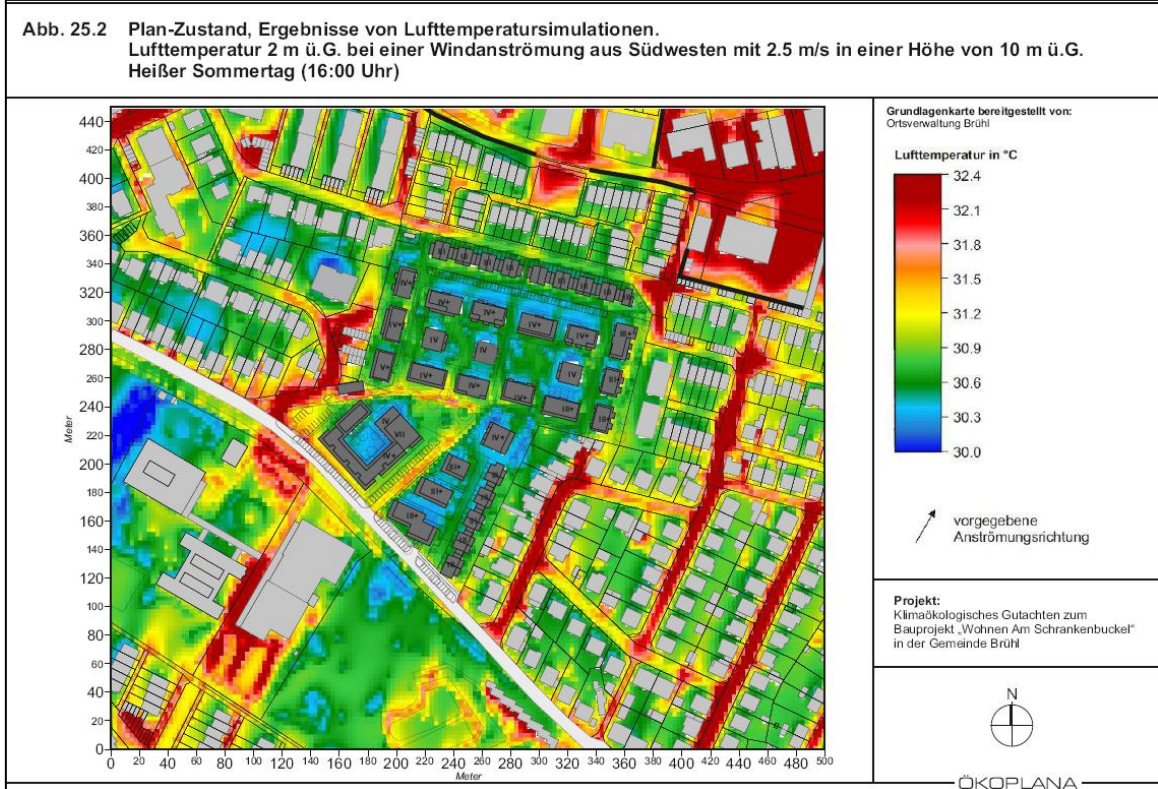 Abb. 25.2 Plan-Zustand, Ergebnisse von Lufttemperatursimulationen.
Lufttemperatur 2 m ü.G. bei einer Windanströmung aus Südwesten mit 2.5 m/s in einer Höhe von 10 m ü.G.
Heißer Sommertag (16:00 Uhr)
440
420
400
380
360
340
320
300
280
260
240
220
200
180
160
140
120
100
80
60
40
20
0
Meter
0 20 40 60 80 100 120 140 160 180 200 220 240 260 280 300 320 340 360 380 400 420 440 460 480 500
Meter
Grundlagenkarte bereitgestellt von:
Ortsverwaltung Brühl
Lufttemperatur in °C
32.4
32.1
31.8
31.5
31.2
30.9
30.6
30.3
30.0
vorgegebene
Anströmungsrichtung
Projekt:
Klimaökologisches Gutachten zum
Bauprojekt „Wohnen Am Schrankenbuckel“
in der Gemeinde Brühl
N
ÖKOPLANA